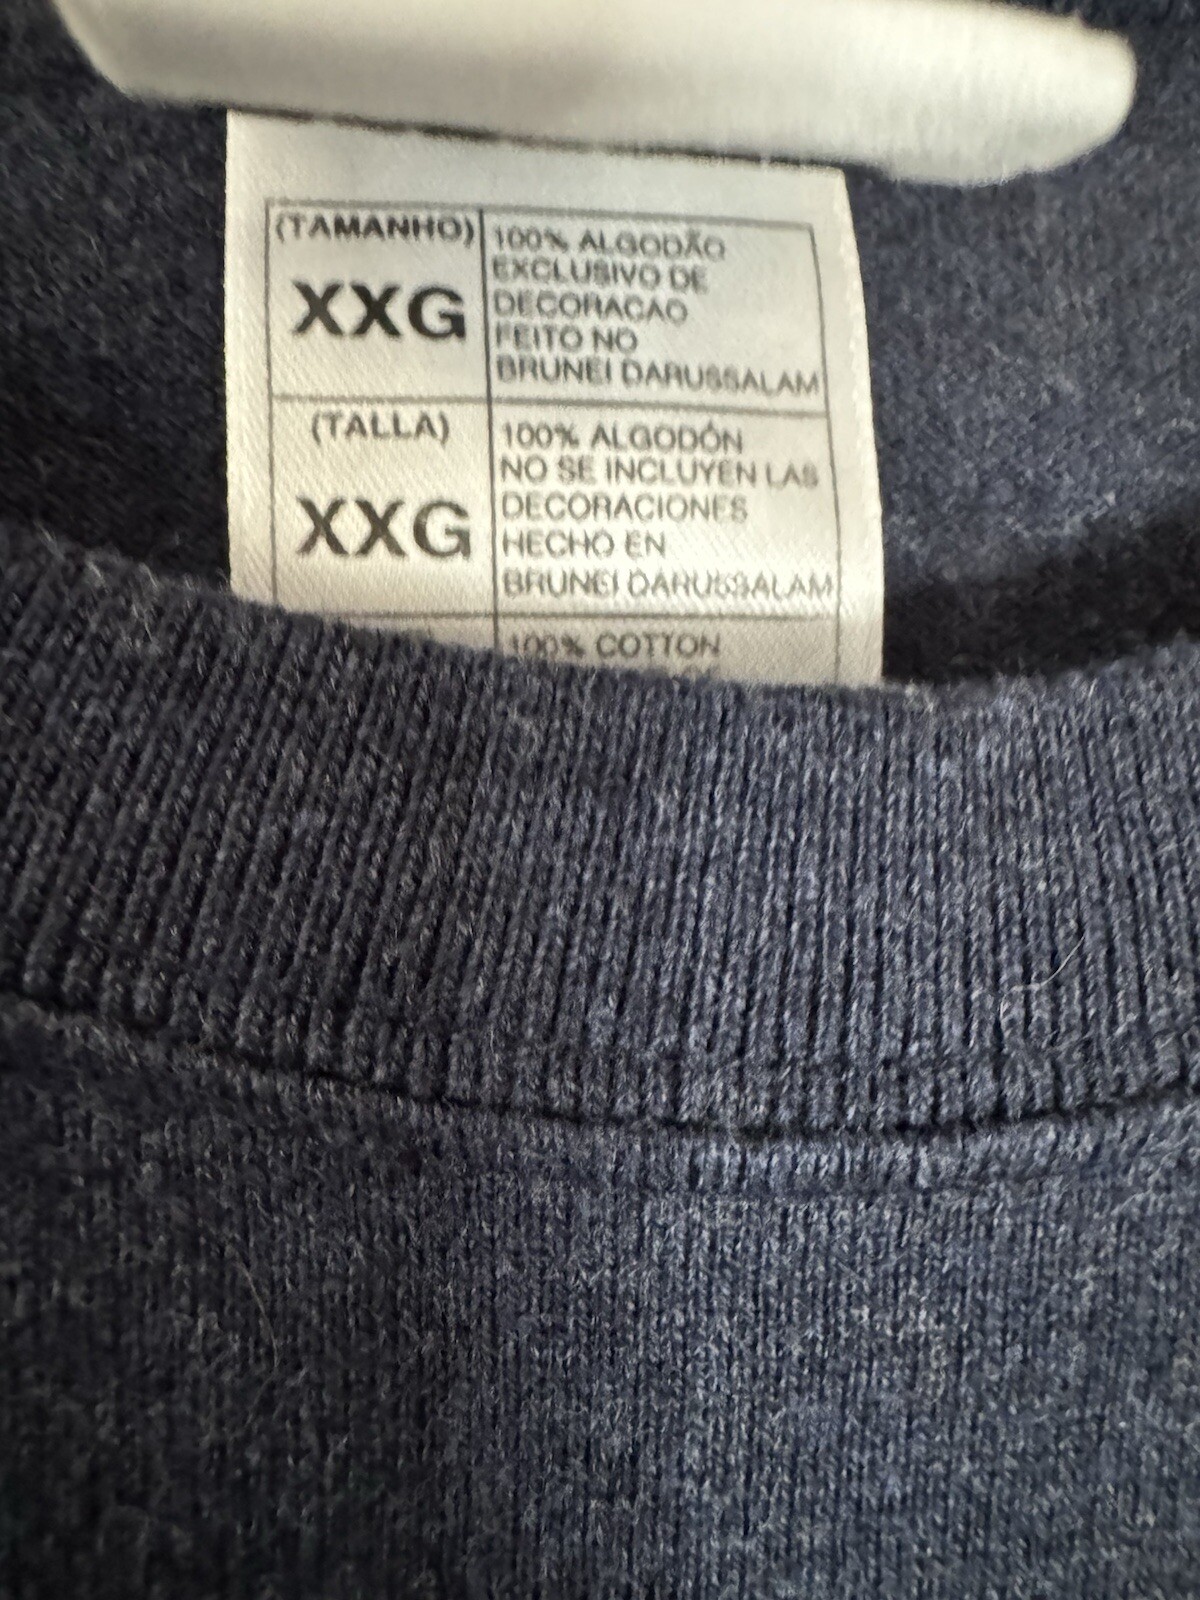 (TAMANHO)
XXG
100% ALGODÃO
EXCLUSIVO DE
DECORACAO
FEITO NO
BRUNEI DARUSSALAM
(TALLA)
XXG
100% ALGODÓN
NO SE INCLUYEN LAS
DECORACIONES
HECHO EN
BRUNEI DARUSSALAM
100% COTTON